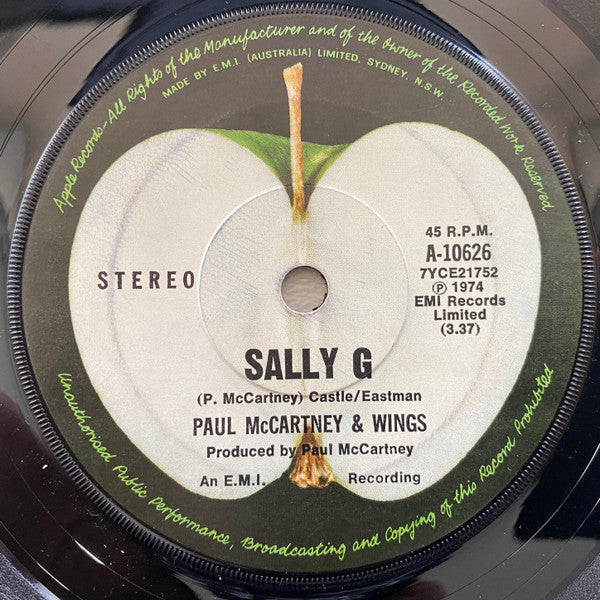 Apple Records-All Rights of the Manufacturer and of the Owner of the Recorded Work Reserved
MADE BY E.M.I. (AUSTRALIA) LIMITED. SYDNEY, N.S.W.
STEREO
45 R.P.M.
A-10626
7YCE21752
℗ 1974
EMI Records
Limited
(3.37)
SALLY G
(P. McCartney) Castle/Eastman
PAUL McCARTNEY & WINGS
Produced by Paul McCartney
An E.M.I. Recording
Unauthorised Public Performance, Broadcasting and Copying of this Record Prohibited